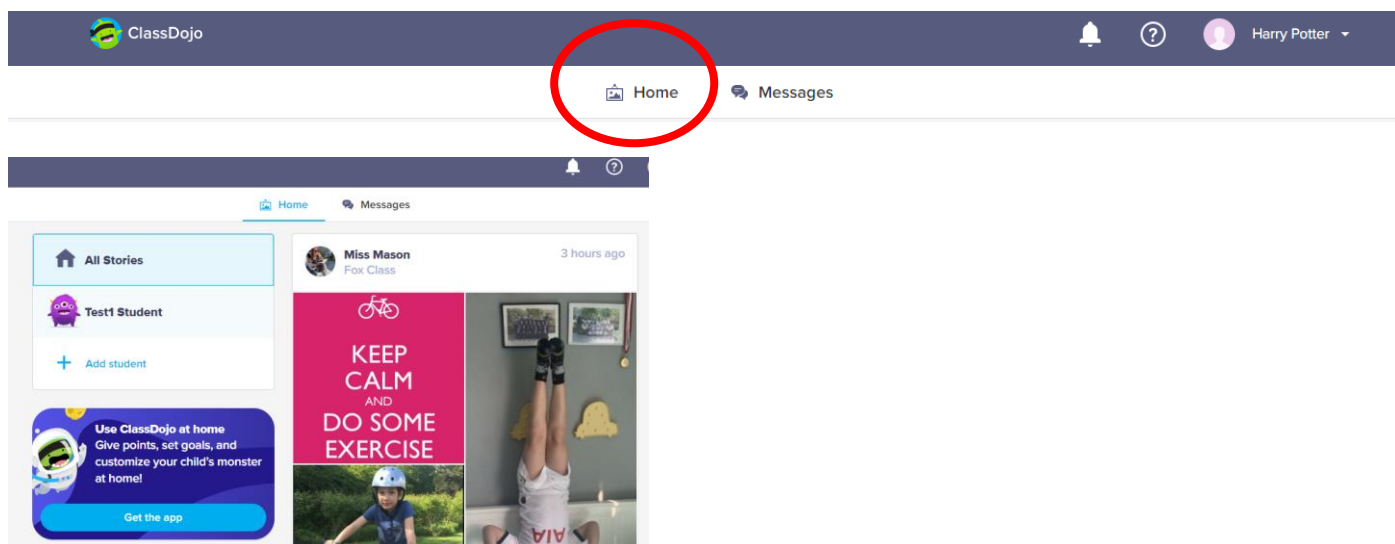 ClassDojo
Harry Potter
Home
Messages
Home
Messages
All Stories
Test1 Student
+ Add student
Use ClassDojo at home
Give points, set goals, and
customize your child's monster
at home!
Get the app
Miss Mason
3 hours ago
Fox Class
KEEP
CALM
AND
DO SOME
EXERCISE
AIA